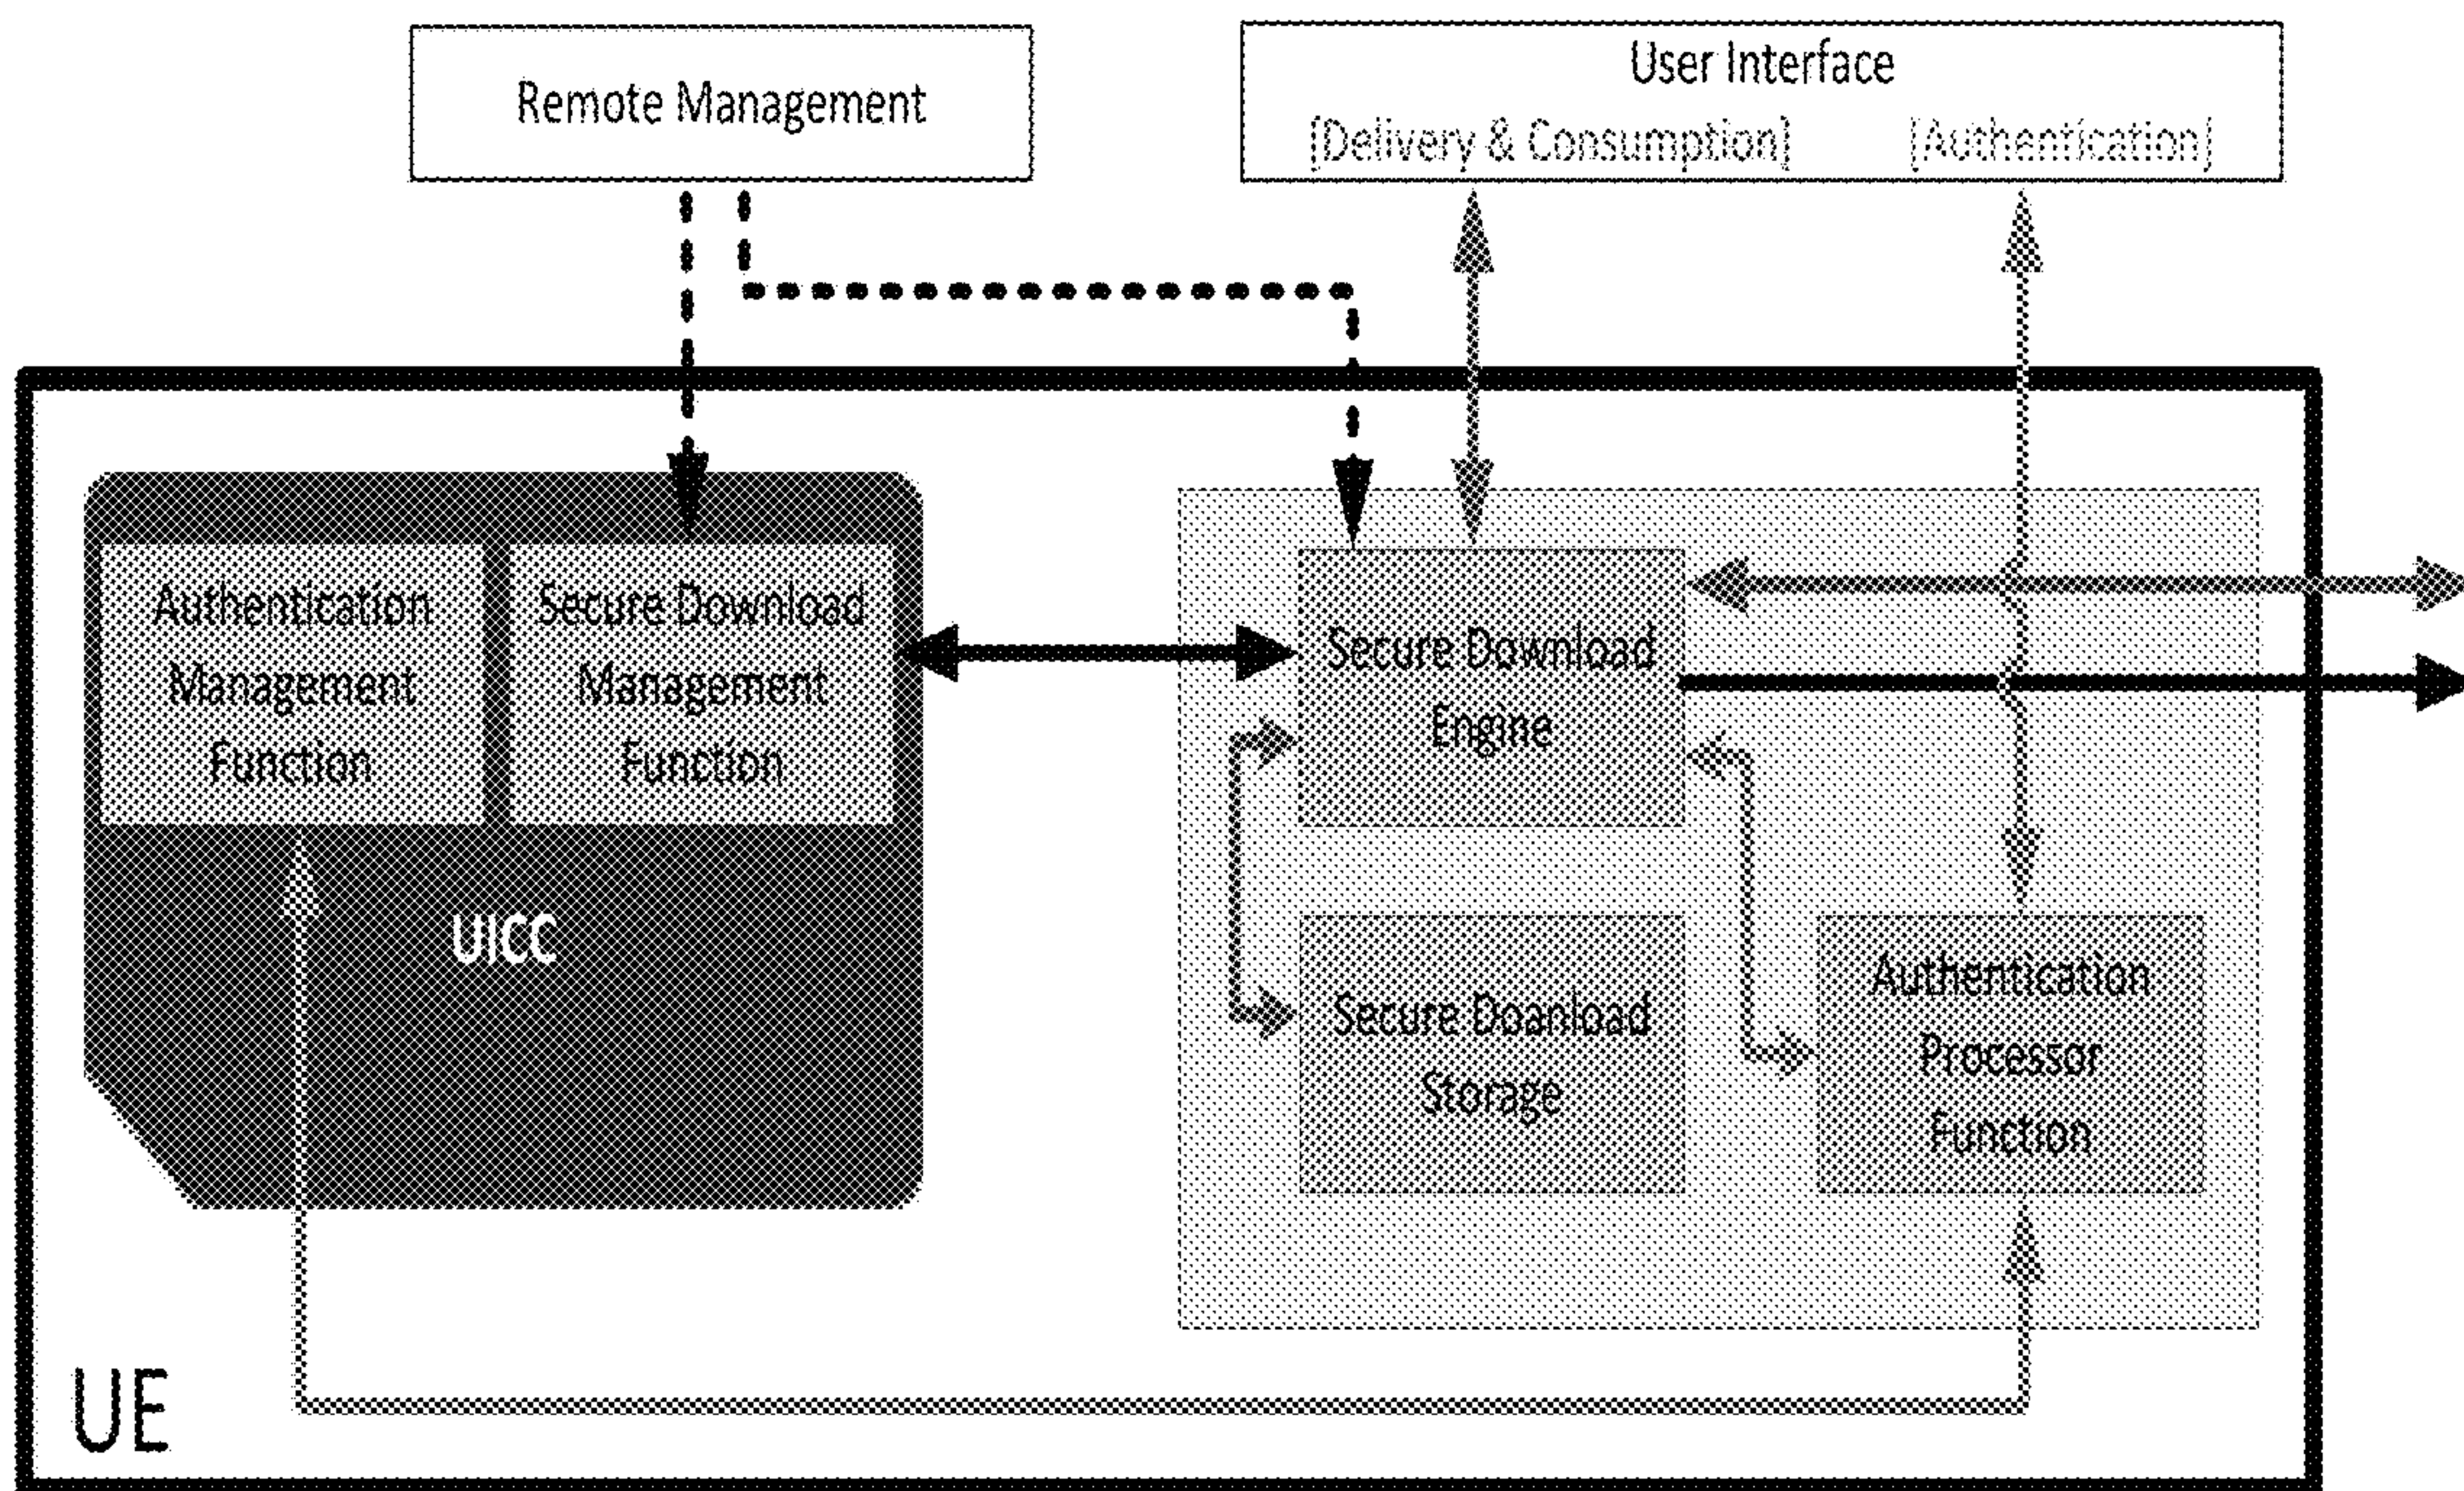 Remote Management
User Interface
[Delivery & Consumption] [Authentication]
Authentication
Management
Function
Secure Download
Management
Function
UICC
Secure Download
Engine
Secure Doanload
Storage
Authentication
Processor
Function
UE